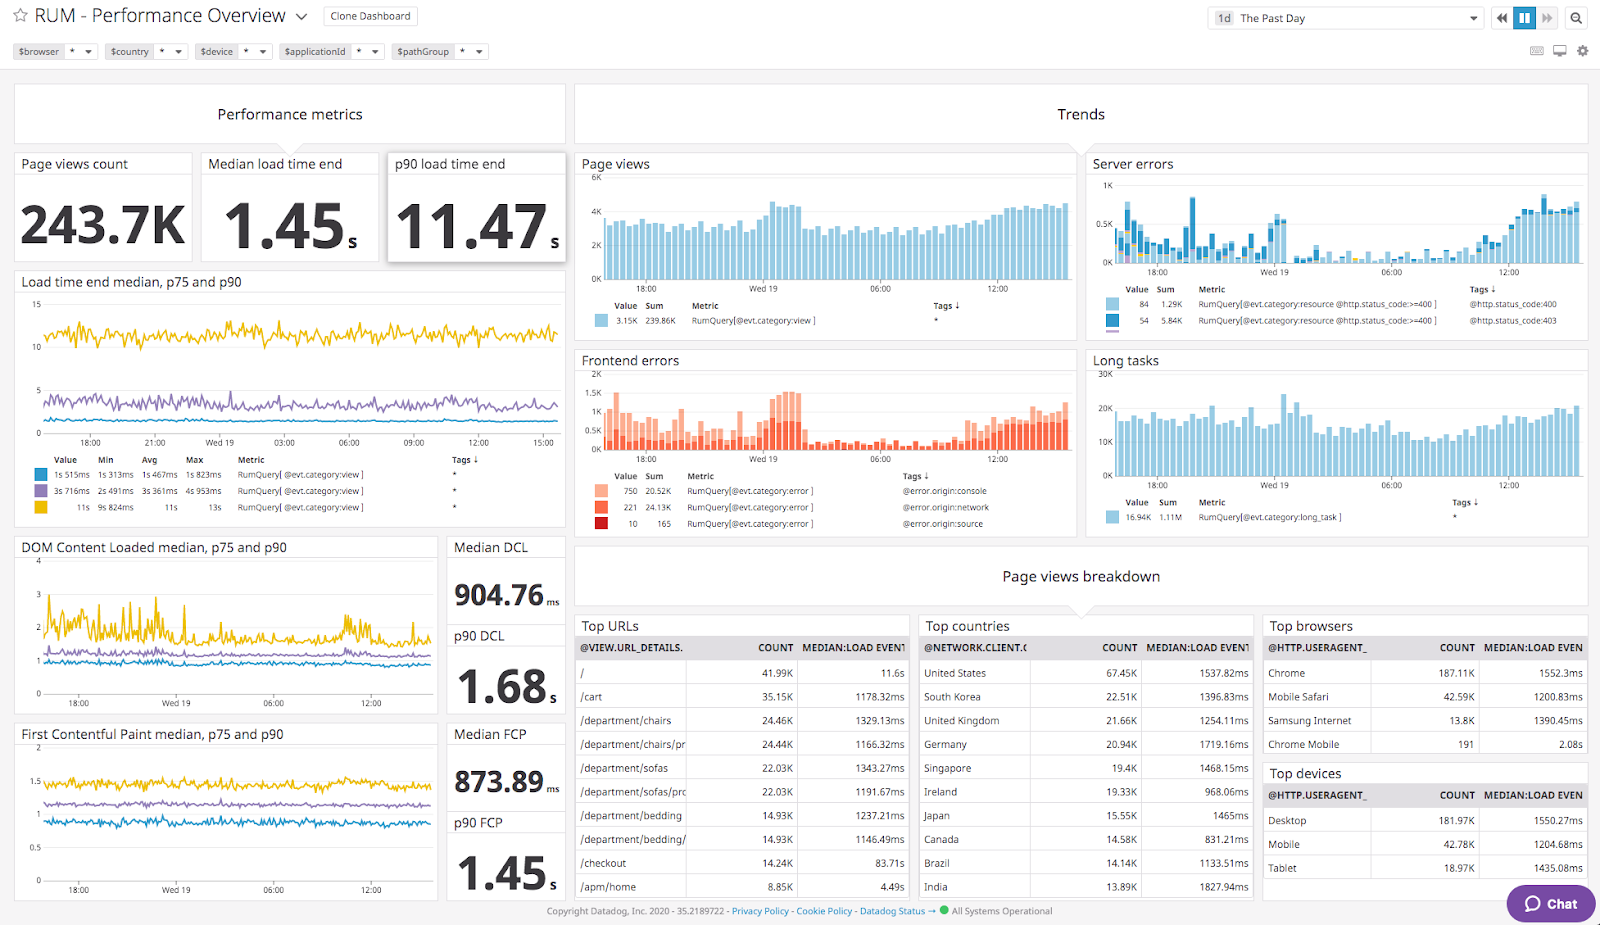 RUM - Performance Overview
Clone Dashboard
1d The Past Day
$browser *
$country *
$device *
$applicationId *
$pathGroup *
Performance metrics
Page views count
243.7K
Median load time end
1.45 s
p90 load time end
11.47 s
Load time end median, p75 and p90
15
10
5
0
18:00 21:00 Wed 19 03:00 06:00 09:00 12:00 15:00
Value Min Avg Max Metric Tags ↓
1s 515ms 1s 313ms 1s 467ms 1s 823ms RumQuery[ @evt.category:view ] *
3s 716ms 2s 491ms 3s 361ms 4s 953ms RumQuery[ @evt.category:view ] *
11s 9s 824ms 11s 13s RumQuery[ @evt.category:view ] *
DOM Content Loaded median, p75 and p90
4
3
2
1
0
18:00 Wed 19 06:00 12:00
Median DCL
904.76 ms
p90 DCL
1.68 s
First Contentful Paint median, p75 and p90
2
1.5
1
0.5
0
18:00 Wed 19 06:00 12:00
Median FCP
873.89 ms
p90 FCP
1.45 s
Trends
Page views
6K
4K
2K
0K
18:00 Wed 19 06:00 12:00
Value Sum Metric Tags ↓
3.15K 239.86K RumQuery[@evt.category:view ] *
Server errors
1K
0.5K
0K
18:00 Wed 19 06:00 12:00
Value Sum Metric Tags ↓
84 1.29K RumQuery[@evt.category:resource @http.status_code:>=400 ] @http.status_code:400
54 5.84K RumQuery[@evt.category:resource @http.status_code:>=400 ] @http.status_code:403
Frontend errors
2K
1.5K
1K
0.5K
0K
18:00 Wed 19 06:00 12:00
Value Sum Metric Tags ↓
750 20.52K RumQuery[@evt.category:error ] @error.origin:console
221 24.13K RumQuery[@evt.category:error ] @error.origin:network
10 165 RumQuery[@evt.category:error ] @error.origin:source
Long tasks
30K
20K
10K
0K
18:00 Wed 19 06:00 12:00
Value Sum Metric Tags ↓
16.94K 1.11M RumQuery[@evt.category:long_task ] *
Page views breakdown
Top URLs
@VIEW.URL_DETAILS. COUNT MEDIAN:LOAD EVENT
/ 41.99K 11.6s
/cart 35.15K 1178.32ms
/department/chairs 24.46K 1329.13ms
/department/chairs/pr 24.44K 1166.32ms
/department/sofas 22.03K 1343.27ms
/department/sofas/prc 22.03K 1191.67ms
/department/bedding 14.93K 1237.21ms
/department/bedding/ 14.93K 1146.49ms
/checkout 14.24K 83.71s
/apm/home 8.85K 4.49s
Top countries
@NETWORK.CLIENT.C COUNT MEDIAN:LOAD EVENT
United States 67.45K 1537.82ms
South Korea 22.51K 1396.83ms
United Kingdom 21.66K 1254.11ms
Germany 20.94K 1719.16ms
Singapore 19.4K 1468.15ms
Ireland 19.33K 968.06ms
Japan 15.55K 1465ms
Canada 14.58K 831.21ms
Brazil 14.14K 1133.51ms
India 13.89K 1827.94ms
Top browsers
@HTTP.USERAGENT_ COUNT MEDIAN:LOAD EVEN
Chrome 187.11K 1552.3ms
Mobile Safari 42.59K 1200.83ms
Samsung Internet 13.8K 1390.45ms
Chrome Mobile 191 2.08s
Top devices
@HTTP.USERAGENT_ COUNT MEDIAN:LOAD EVEN
Desktop 181.97K 1550.27ms
Mobile 42.78K 1204.68ms
Tablet 18.97K 1435.08ms
Chat
Copyright Datadog, Inc. 2020 - 35.2189722 - Privacy Policy - Cookie Policy - Datadog Status → All Systems Operational